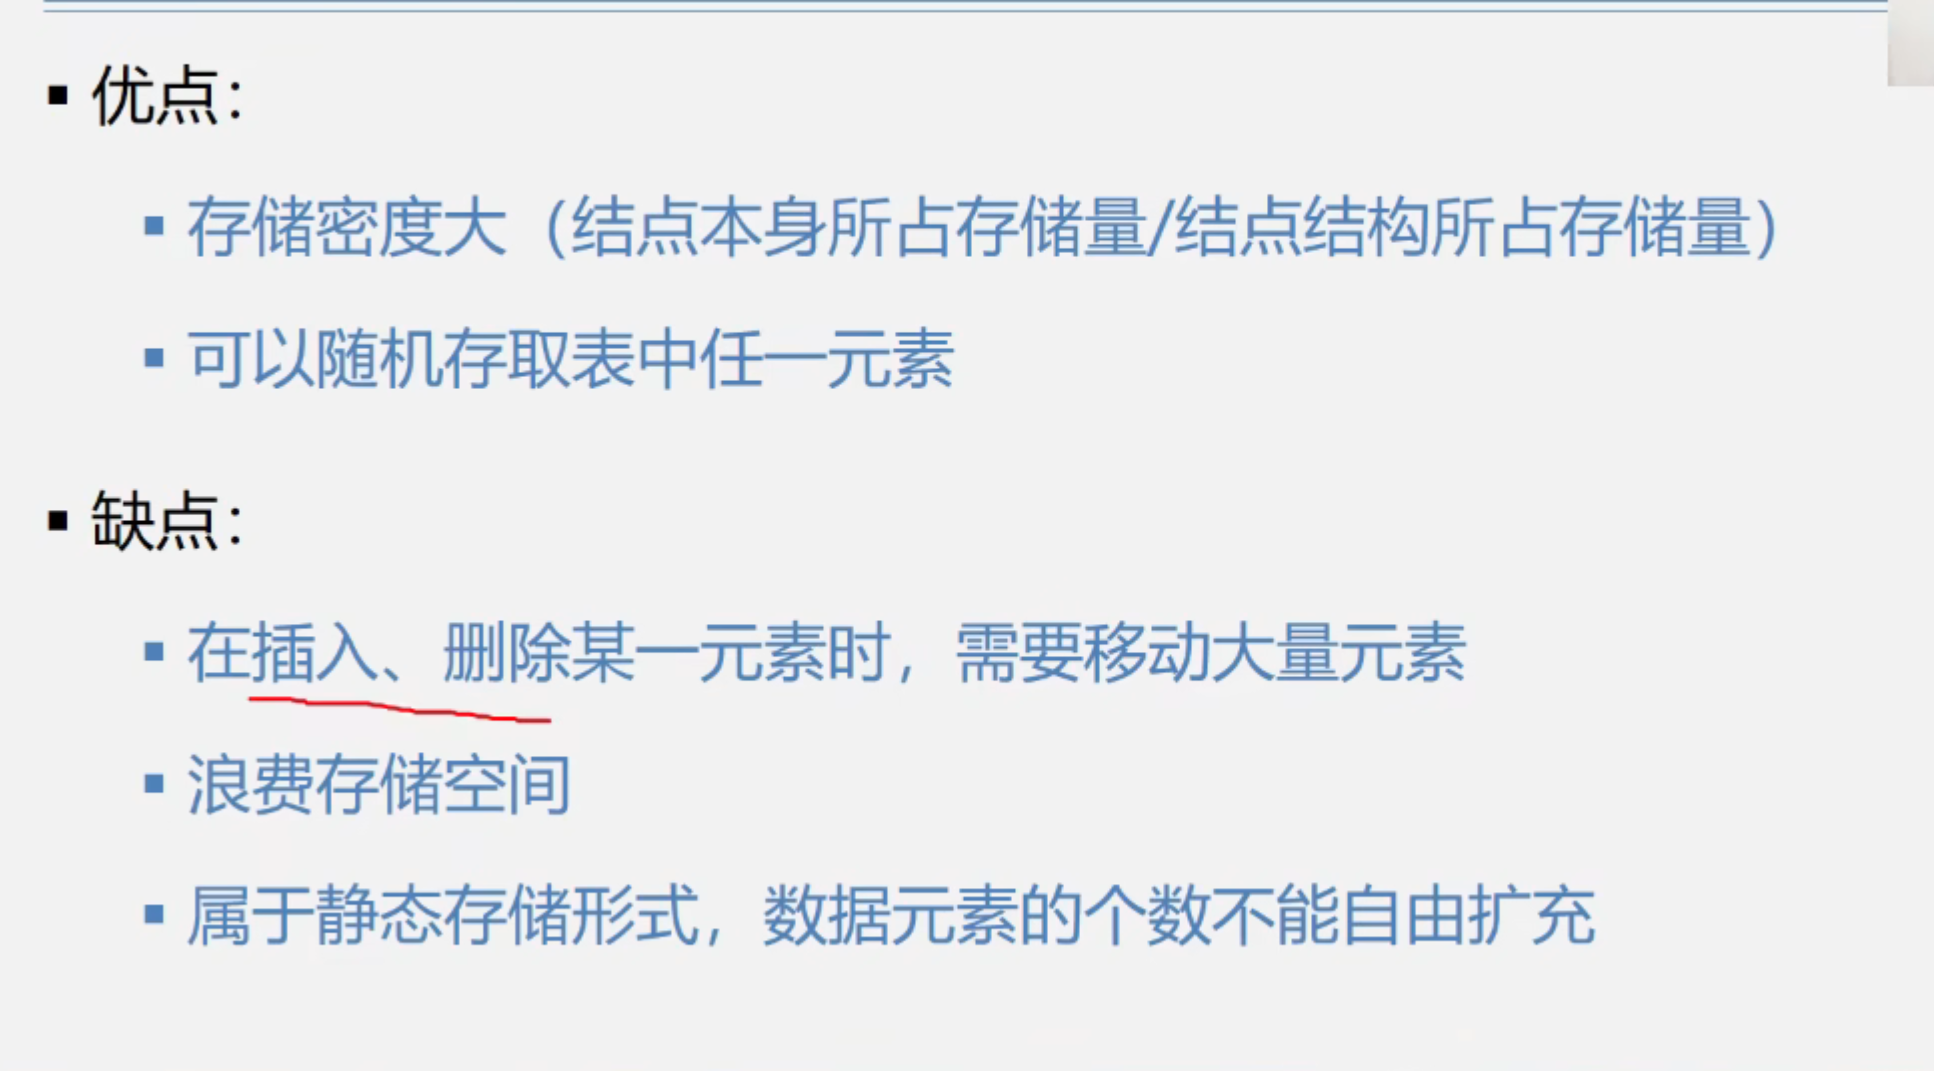 ▪ 优点：
▪ 存储密度大（结点本身所占存储量/结点结构所占存储量）
▪ 可以随机存取表中任一元素
▪ 缺点：
▪ 在插入、删除某一元素时，需要移动大量元素
▪ 浪费存储空间
▪ 属于静态存储形式，数据元素的个数不能自由扩充